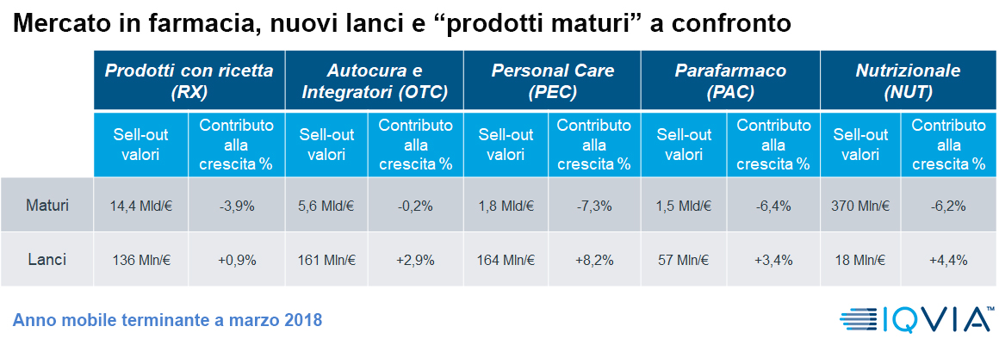 Mercato in farmacia, nuovi lanci e “prodotti maturi” a confronto
Prodotti con ricetta (RX)
Autocura e Integratori (OTC)
Personal Care (PEC)
Parafarmaco (PAC)
Nutrizionale (NUT)
Sell-out valori
Contributo alla crescita %
Sell-out valori
Contributo alla crescita %
Sell-out valori
Contributo alla crescita %
Sell-out valori
Contributo alla crescita %
Sell-out valori
Contributo alla crescita %
Maturi 14,4 Mld/€ -3,9% 5,6 Mld/€ -0,2% 1,8 Mld/€ -7,3% 1,5 Mld/€ -6,4% 370 Mln/€ -6,2%
Lanci 136 Mln/€ +0,9% 161 Mln/€ +2,9% 164 Mln/€ +8,2% 57 Mln/€ +3,4% 18 Mln/€ +4,4%
Anno mobile terminante a marzo 2018
IQVIA™